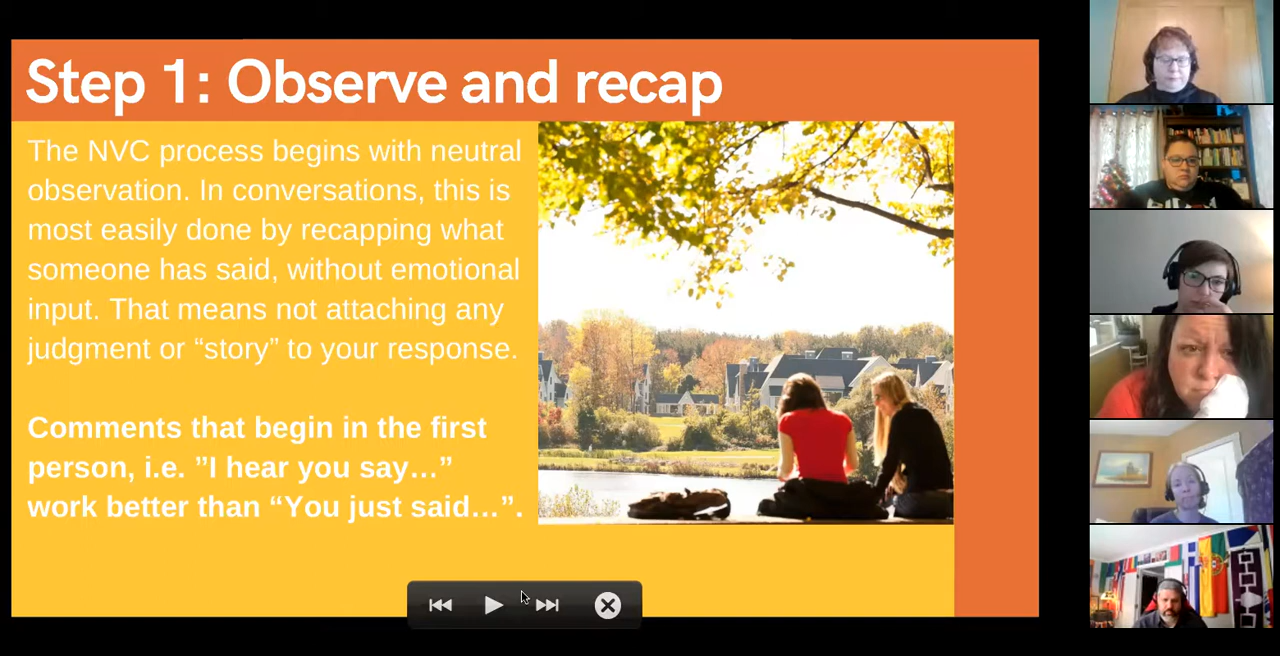 Step 1: Observe and recap
The NVC process begins with neutral
observation. In conversations, this is
most easily done by recapping what
someone has said, without emotional
input. That means not attaching any
judgment or “story” to your response.
Comments that begin in the first
person, i.e. ”I hear you say…”
work better than “You just said…”.